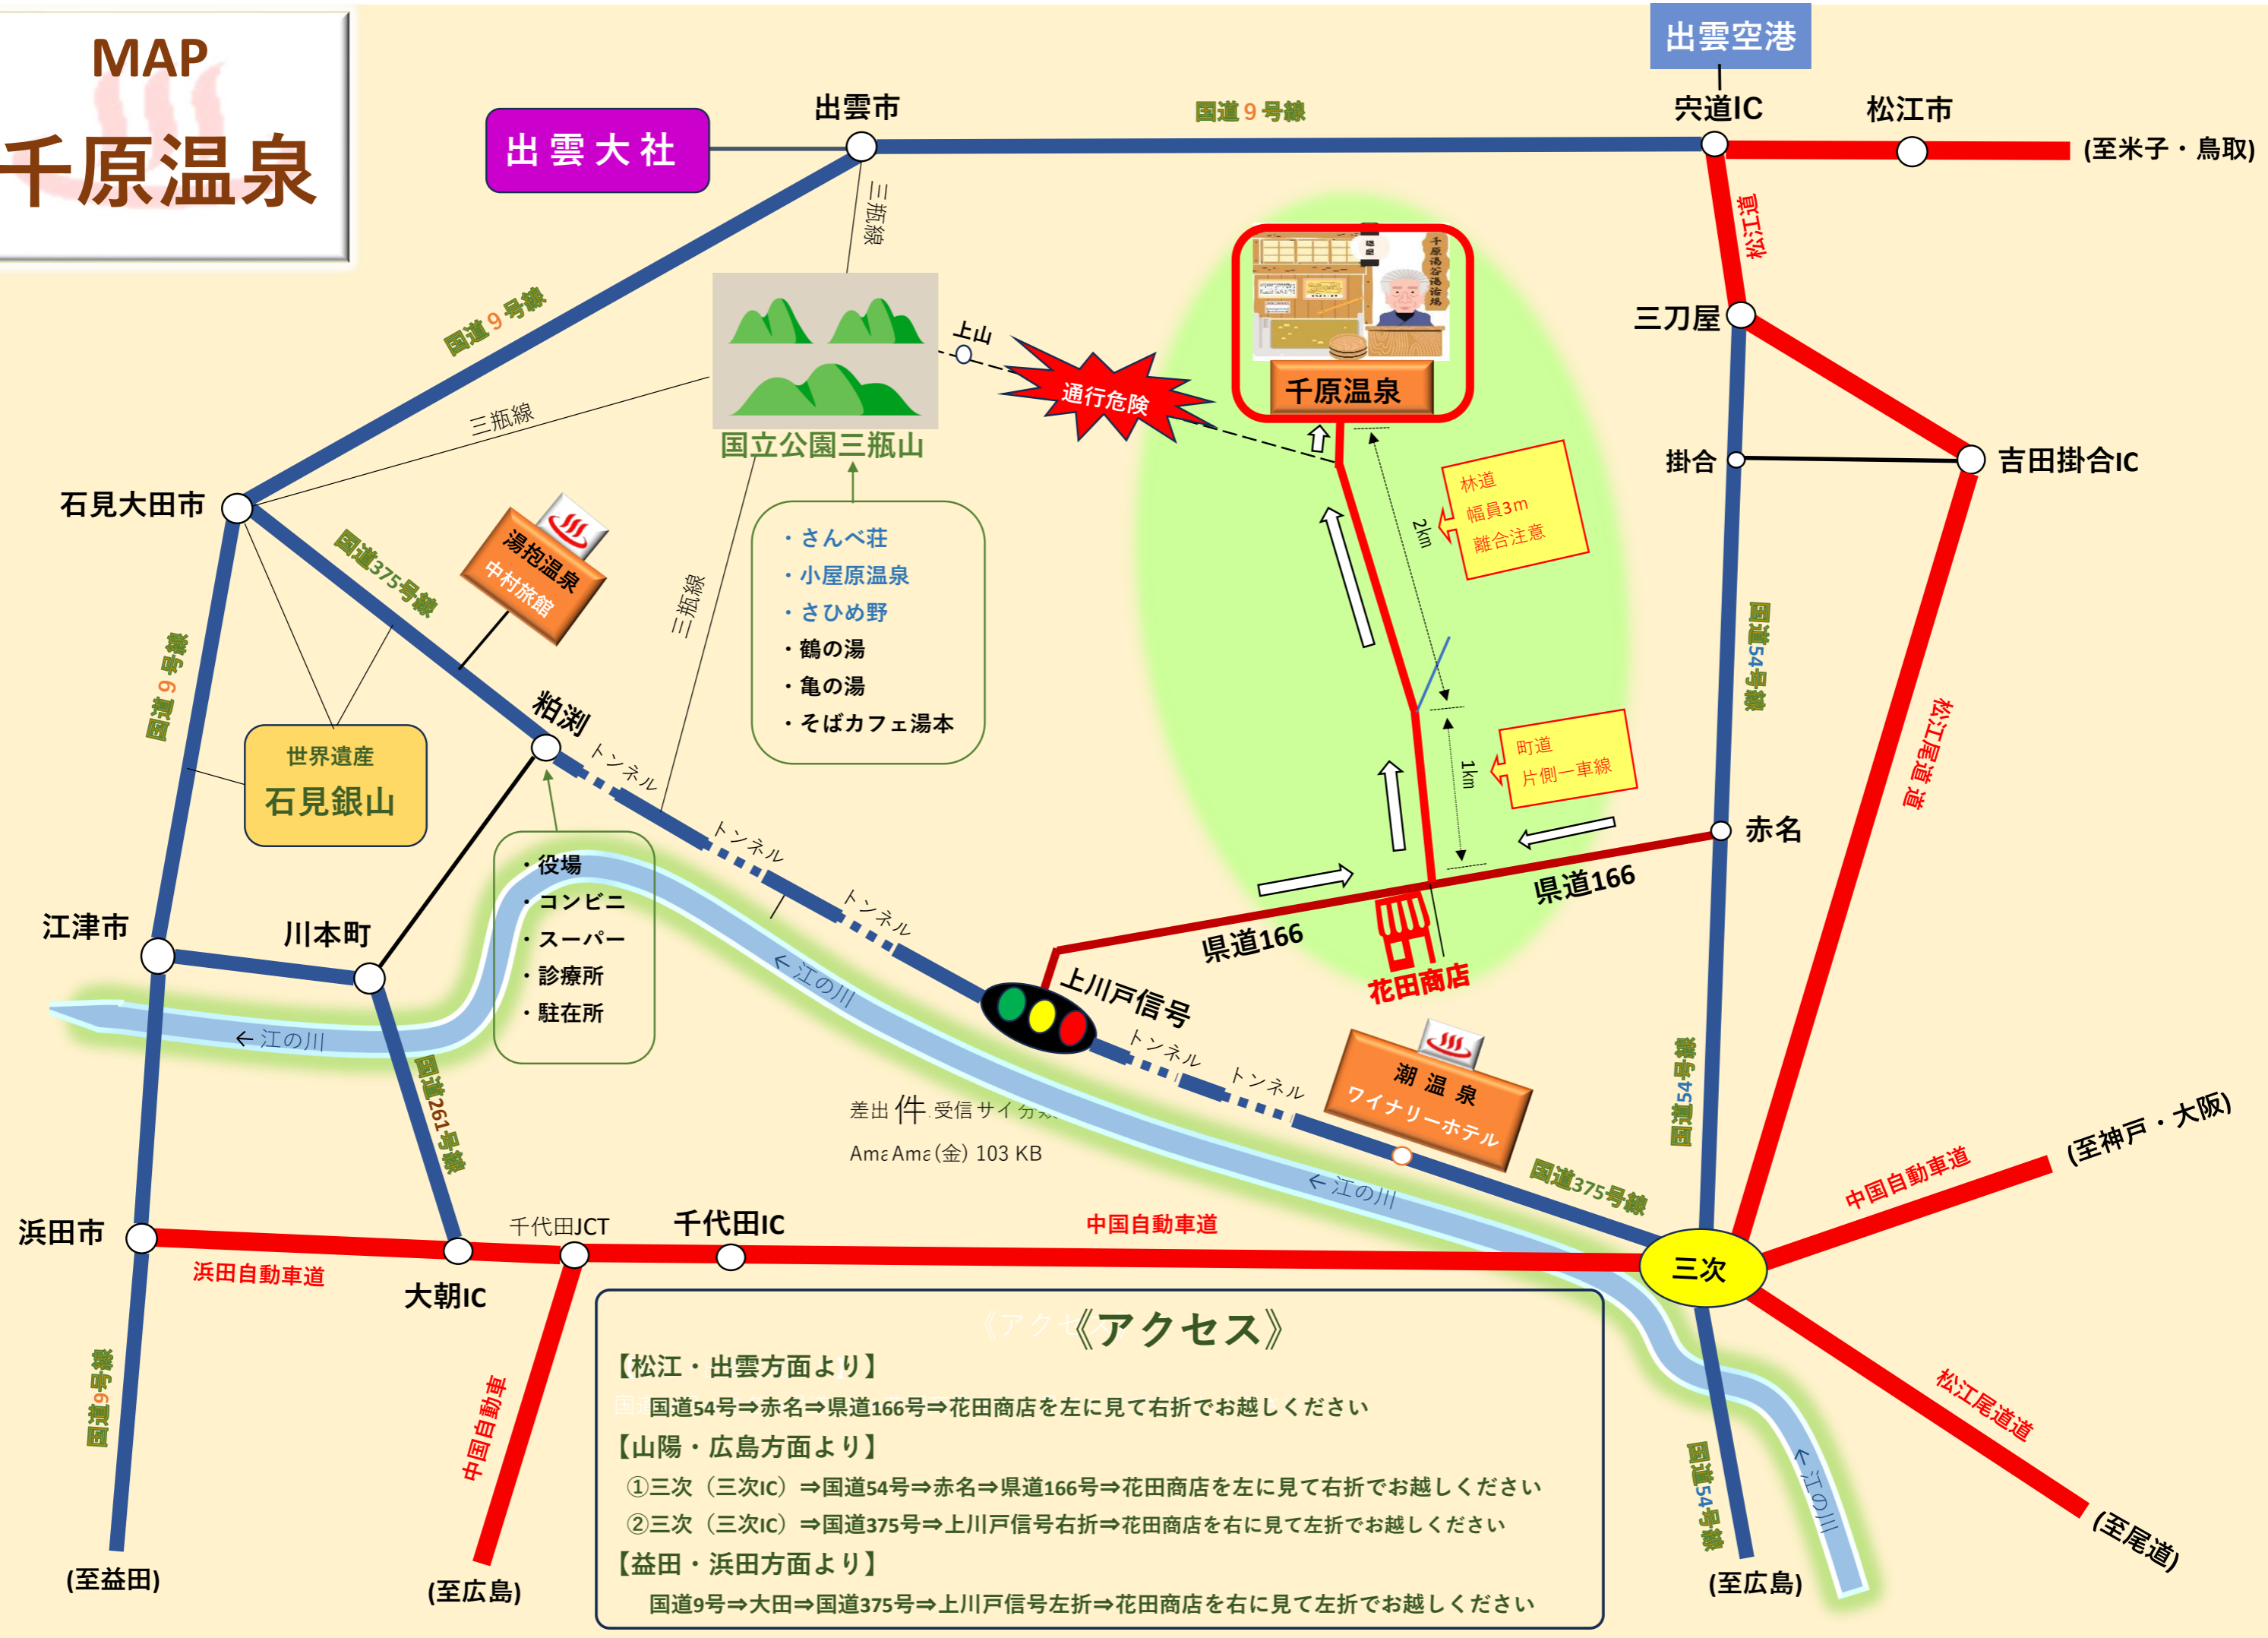 MAP
千原温泉
出雲空港
出雲大社
出雲市
国道9号線
宍道IC
松江市
(至米子・鳥取)
三瓶線
松江道
千原湯谷湯治場
千原温泉
三刀屋
国道9号線
上山
通行危険
三瓶線
国立公園三瓶山
掛合
吉田掛合IC
石見大田市
林道
幅員3m
離合注意
2km
・さんべ荘
・小屋原温泉
・さひめ野
・鶴の湯
・亀の湯
・そばカフェ湯本
湯抱温泉
中村旅館
国道375号線
三瓶線
国道9号線
国道54号線
松江尾道道
粕渕
トンネル
世界遺産
石見銀山
町道
片側一車線
1km
トンネル
赤名
・役場
・コンビニ
・スーパー
・診療所
・駐在所
県道166
県道166
花田商店
トンネル
江津市
川本町
←江の川
上川戸信号
←江の川
トンネル
トンネル
潮温泉
ワイナリーホテル
国道261号線
国道54号線
差出 件 受信サイ分類
Ama Ama (金) 103 KB
(至神戸・大阪)
中国自動車道
←江の川
国道375号線
浜田市
千代田JCT
千代田IC
中国自動車道
三次
浜田自動車道
大朝IC
国道9号線
中国自動車
松江尾道道
国道54号線
←江の川
(至益田)
(至広島)
(至広島)
(至尾道)
《アクセス》
【松江・出雲方面より】
国道54号⇒赤名⇒県道166号⇒花田商店を左に見て右折でお越しください
【山陽・広島方面より】
①三次（三次IC）⇒国道54号⇒赤名⇒県道166号⇒花田商店を左に見て右折でお越しください
②三次（三次IC）⇒国道375号⇒上川戸信号右折⇒花田商店を右に見て左折でお越しください
【益田・浜田方面より】
国道9号⇒大田⇒国道375号⇒上川戸信号左折⇒花田商店を右に見て左折でお越しください